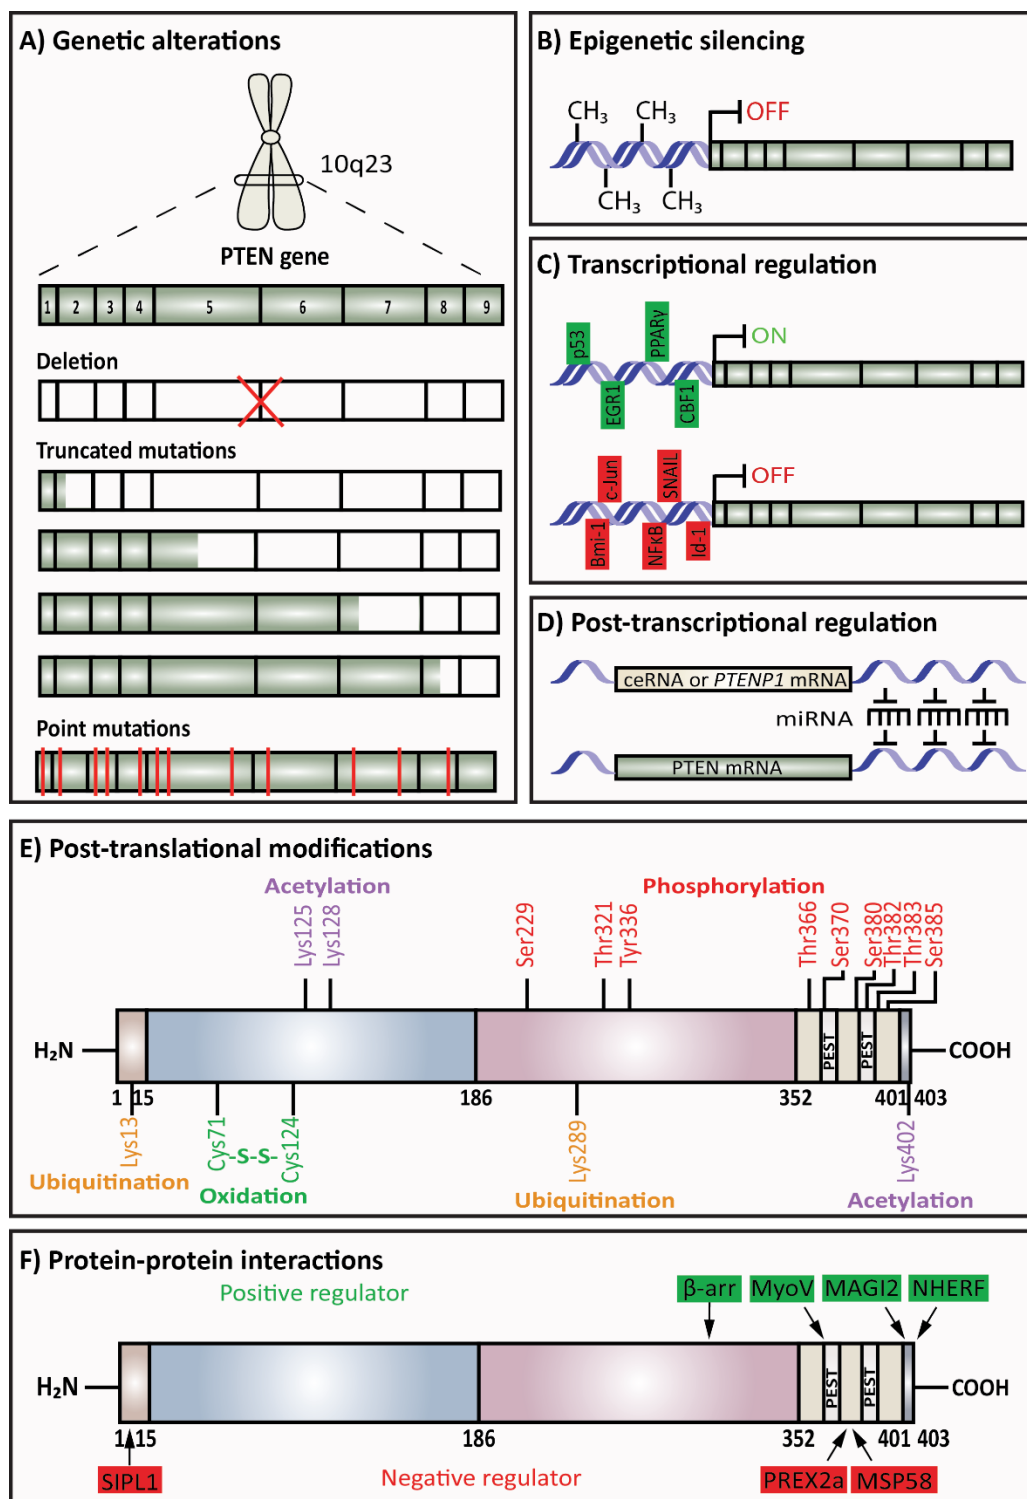 A) Genetic alterations
10q23
PTEN gene
1 2 3 4 5 6 7 8 9
Deletion
Truncated mutations
Point mutations
B) Epigenetic silencing
CH₃ CH₃ OFF
CH₃ CH₃
C) Transcriptional regulation
p53 PPARγ ON
EGR1 CBF1
c-Jun SNAIL OFF
Bmi-1 NFκB Id-1
D) Post-transcriptional regulation
ceRNA or PTENP1 mRNA
miRNA
PTEN mRNA
E) Post-translational modifications
Acetylation Phosphorylation
Lys125 Lys128 Ser229 Thr321 Tyr336 Thr366 Ser370 Ser380 Thr382 Thr383 Ser385
H₂N PEST PEST COOH
1 15 186 352 401 403
Lys13 Cys71 -S-S- Cys124 Lys289 Lys402
Ubiquitination Oxidation Ubiquitination Acetylation
F) Protein-protein interactions
Positive regulator β-arr MyoV MAGI2 NHERF
H₂N PEST PEST COOH
1 15 186 352 401 403
SIPL1 Negative regulator PREX2a MSP58